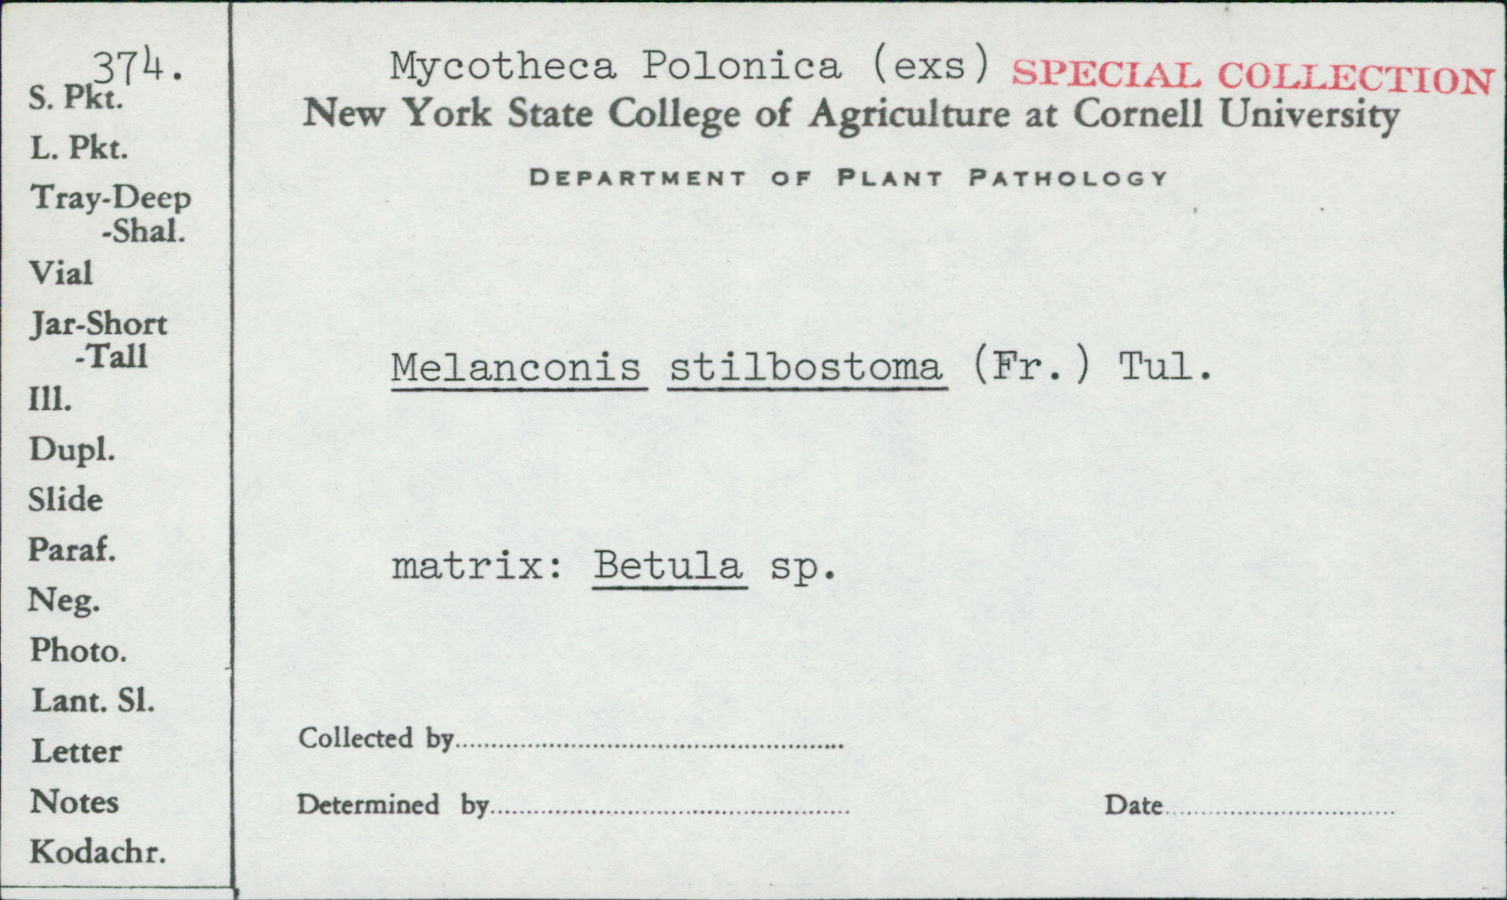 374.
S. Pkt.
L. Pkt.
Tray-Deep
-Shal.
Vial
Jar-Short
-Tall
Ill.
Dupl.
Slide
Paraf.
Neg.
Photo.
Lant. Sl.
Letter
Notes
Kodachr.
Mycotheca Polonica (exs) SPECIAL COLLECTION
New York State College of Agriculture at Cornell University
DEPARTMENT OF PLANT PATHOLOGY
Melanconis stilbostoma (Fr.) Tul.
matrix: Betula sp.
Collected by
Determined by
Date